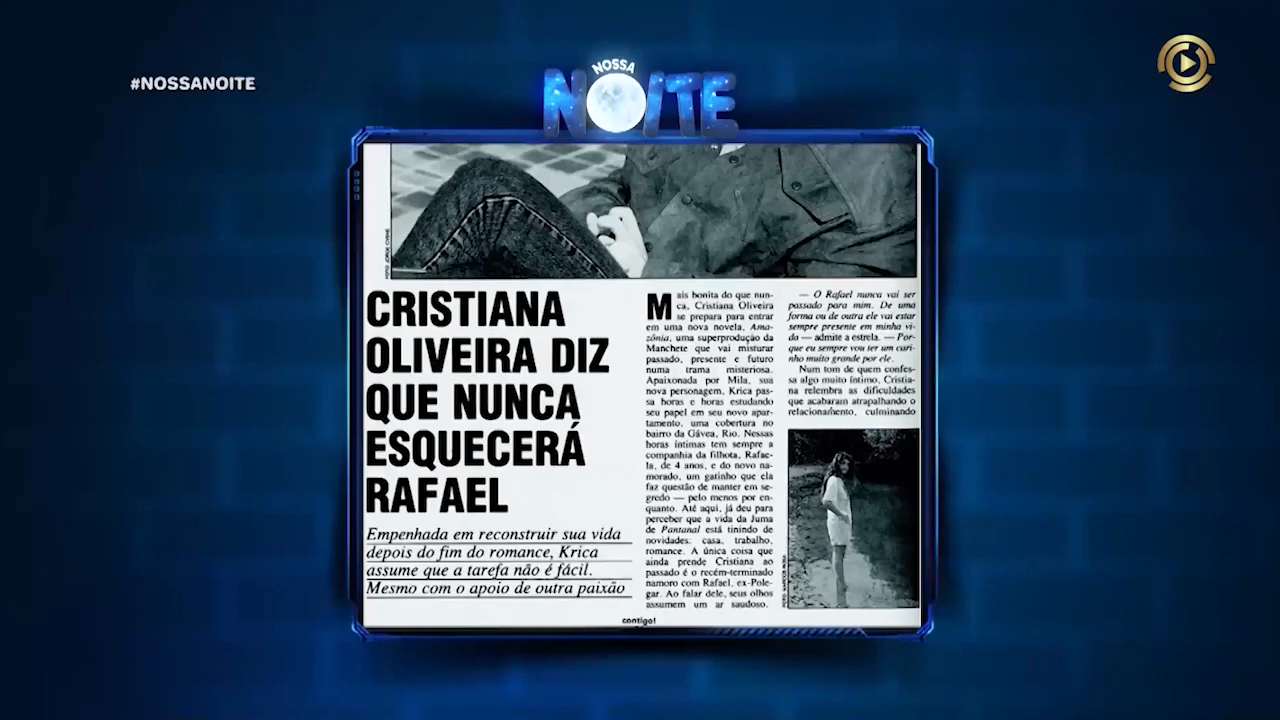 #NOSSANOITE
NOSSA
NOITE
FOTO JORGE CYSNE
CRISTIANA
OLIVEIRA DIZ
QUE NUNCA
ESQUECERÁ
RAFAEL
Empenhada em reconstruir sua vida
depois do fim do romance, Krica
assume que a tarefa não é fácil.
Mesmo com o apoio de outra paixão
Mais bonita do que nun-
ca, Cristiana Oliveira
se prepara para entrar
em uma nova novela, Ama-
zônia, uma superprodução da
Manchete que vai misturar
passado, presente e futuro
numa trama misteriosa.
Apaixonada por Mila, sua
nova personagem, Krica pas-
sa horas e horas estudando
seu papel em seu novo apar-
tamento, uma cobertura no
bairro da Gávea, Rio. Nessas
horas íntimas tem sempre a
companhia da filhota, Rafae-
la, de 4 anos, e do novo na-
morado, um gatinho que ela
faz questão de manter em se-
gredo — pelo menos por en-
quanto. Até aqui, já deu para
perceber que a vida da Juma
de Pantanal está tinindo de
novidades: casa, trabalho,
romance. A única coisa que
ainda prende Cristiana ao
passado é o recém-terminado
namoro com Rafael, ex-Pole-
gar. Ao falar dele, seus olhos
assumem um ar saudoso.
— O Rafael nunca vai ser
passado para mim. De uma
forma ou de outra ele vai estar
sempre presente em minha vi-
da — admite a estrela. — Por-
que eu sempre vou ter um cari-
nho muito grande por ele.
Num tom de quem confes-
sa algo muito íntimo, Cristia-
na relembra as dificuldades
que acabaram atrapalhando o
relacionamento, culminando
contigo!